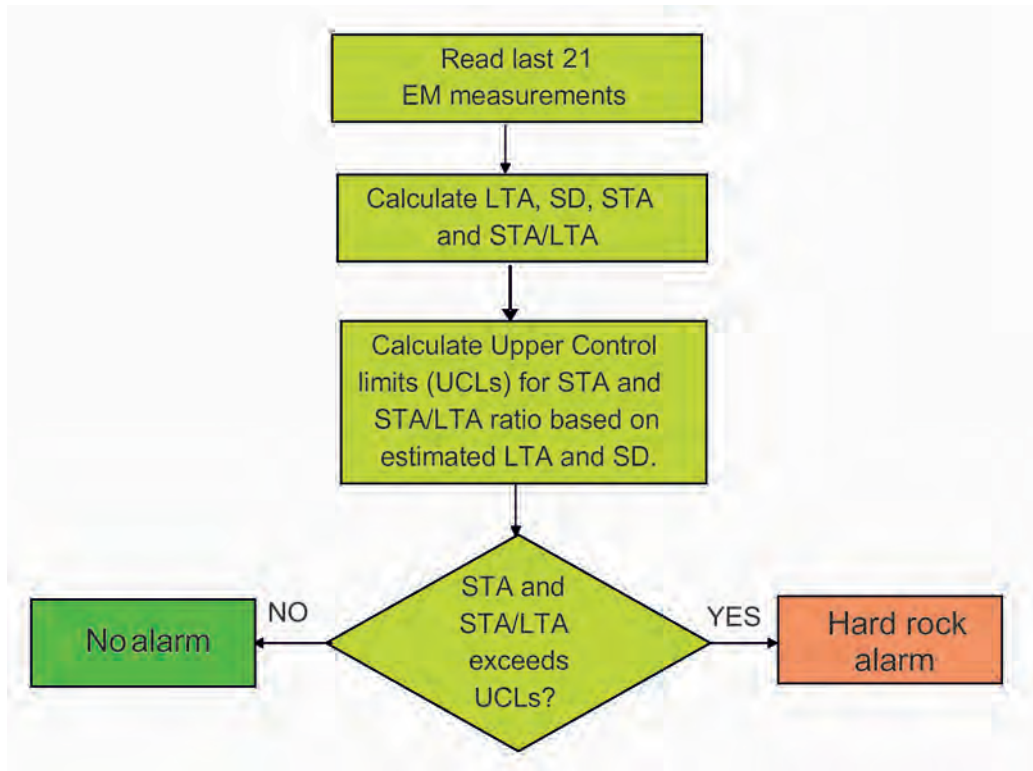 Read last 21
EM measurements
Calculate LTA, SD, STA
and STA/LTA
Calculate Upper Control
limits (UCLs) for STA and
STA/LTA ratio based on
estimated LTA and SD.
STA and
STA/LTA
exceeds
UCLs?
NO
No alarm
YES
Hard rock
alarm